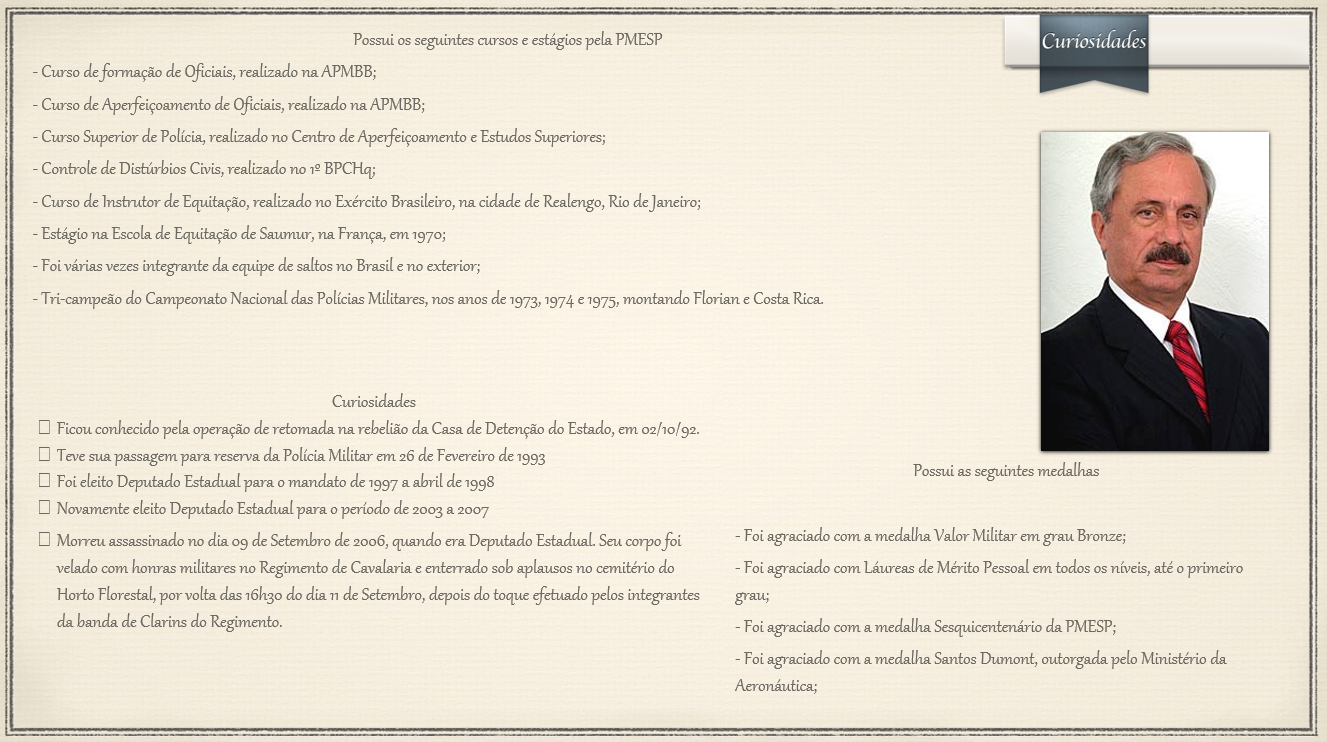 Curiosidades
Possui os seguintes cursos e estágios pela PMESP
- Curso de formação de Oficiais, realizado na APMBB;
- Curso de Aperfeiçoamento de Oficiais, realizado na APMBB;
- Curso Superior de Polícia, realizado no Centro de Aperfeiçoamento e Estudos Superiores;
- Controle de Distúrbios Civis, realizado no 1º BPCHq;
- Curso de Instrutor de Equitação, realizado no Exército Brasileiro, na cidade de Realengo, Rio de Janeiro;
- Estágio na Escola de Equitação de Saumur, na França, em 1970;
- Foi várias vezes integrante da equipe de saltos no Brasil e no exterior;
- Tri-campeão do Campeonato Nacional das Polícias Militares, nos anos de 1973, 1974 e 1975, montando Florian e Costa Rica.
Curiosidades
Ficou conhecido pela operação de retomada na rebelião da Casa de Detenção do Estado, em 02/10/92.
Teve sua passagem para reserva da Polícia Militar em 26 de Fevereiro de 1993
Foi eleito Deputado Estadual para o mandato de 1997 a abril de 1998
Novamente eleito Deputado Estadual para o período de 2003 a 2007
Morreu assassinado no dia 09 de Setembro de 2006, quando era Deputado Estadual. Seu corpo foi
velado com honras militares no Regimento de Cavalaria e enterrado sob aplausos no cemitério do
Horto Florestal, por volta das 16h30 do dia 11 de Setembro, depois do toque efetuado pelos integrantes
da banda de Clarins do Regimento.
Possui as seguintes medalhas
- Foi agraciado com a medalha Valor Militar em grau Bronze;
- Foi agraciado com Láureas de Mérito Pessoal em todos os níveis, até o primeiro
grau;
- Foi agraciado com a medalha Sesquicentenário da PMESP;
- Foi agraciado com a medalha Santos Dumont, outorgada pelo Ministério da
Aeronáutica;